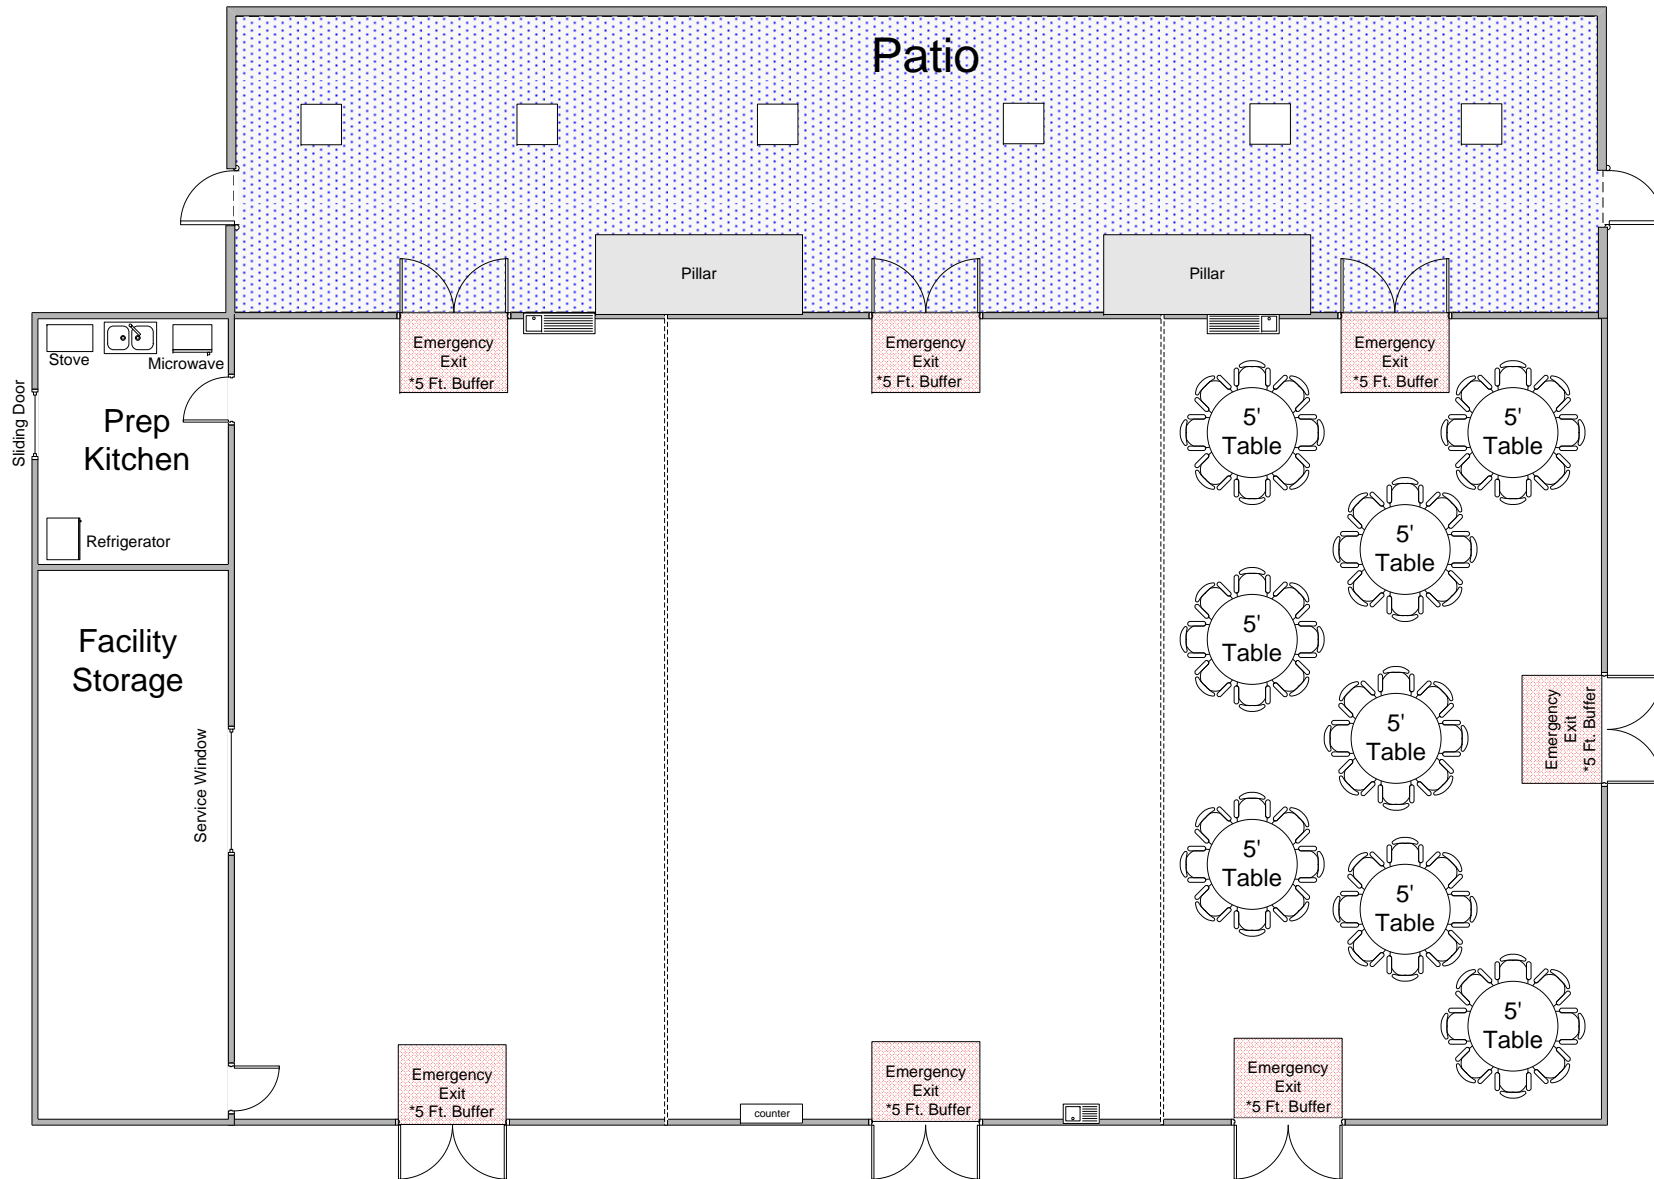 Patio
Pillar
Pillar
Stove
Microwave
Emergency
Exit
*5 Ft. Buffer
Emergency
Exit
*5 Ft. Buffer
Emergency
Exit
*5 Ft. Buffer
Sliding Door
Prep
Kitchen
Refrigerator
5'
Table
5'
Table
5'
Table
5'
Table
Facility
Storage
Service Window
5'
Table
Emergency
Exit
*5 Ft. Buffer
5'
Table
5'
Table
5'
Table
Emergency
Exit
*5 Ft. Buffer
counter
Emergency
Exit
*5 Ft. Buffer
Emergency
Exit
*5 Ft. Buffer